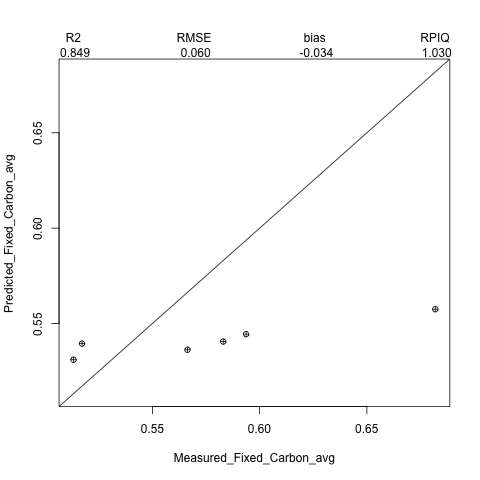 R2 RMSE bias RPIQ
0.849 0.060 -0.034 1.030
Predicted_Fixed_Carbon_avg
0.65
0.60
0.55
0.55 0.60 0.65
Measured_Fixed_Carbon_avg